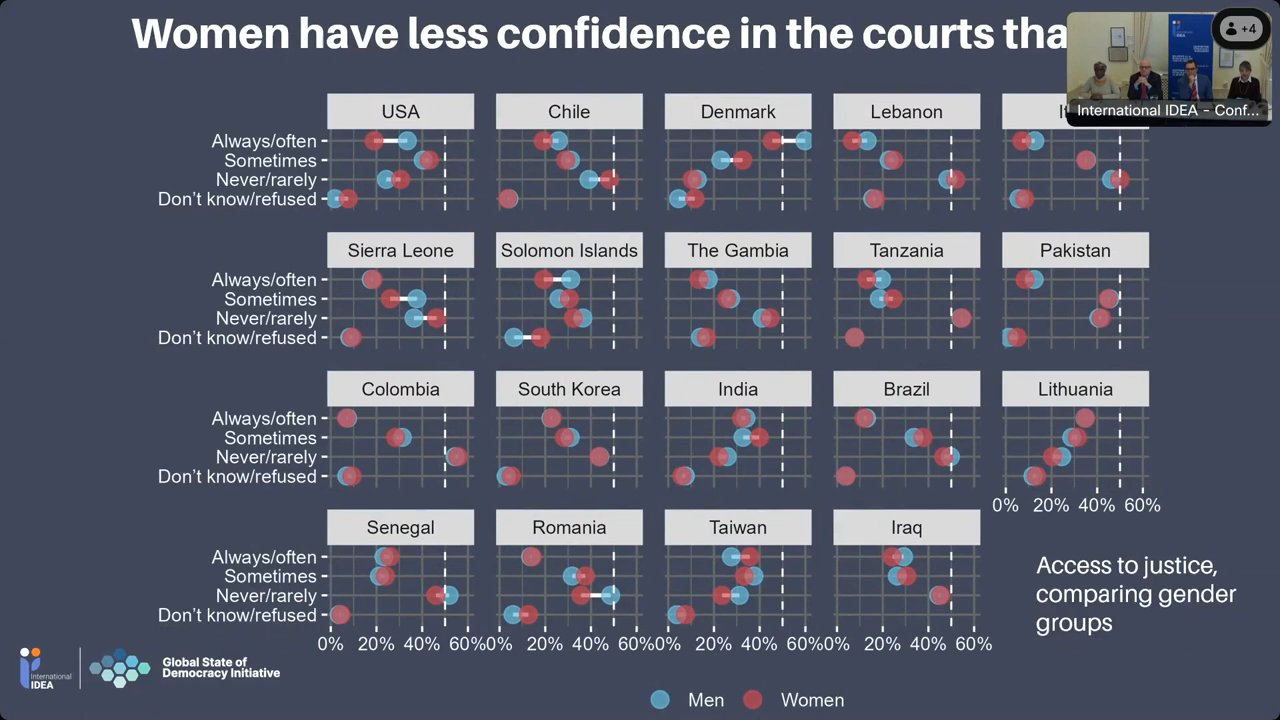 Women have less confidence in the courts tha
+4
International IDEA - Conf...
USA
Chile
Denmark
Lebanon
It
Always/often
Sometimes
Never/rarely
Don't know/refused
Sierra Leone
Solomon Islands
The Gambia
Tanzania
Pakistan
Always/often
Sometimes
Never/rarely
Don't know/refused
Colombia
South Korea
India
Brazil
Lithuania
Always/often
Sometimes
Never/rarely
Don't know/refused
0% 20% 40% 60%
Senegal
Romania
Taiwan
Iraq
Always/often
Sometimes
Never/rarely
Don't know/refused
0% 20% 40% 60%
0% 20% 40% 60%
0% 20% 40% 60%
0% 20% 40% 60%
Access to justice,
comparing gender
groups
International
IDEA
Global State of
Democracy Initiative
Men
Women